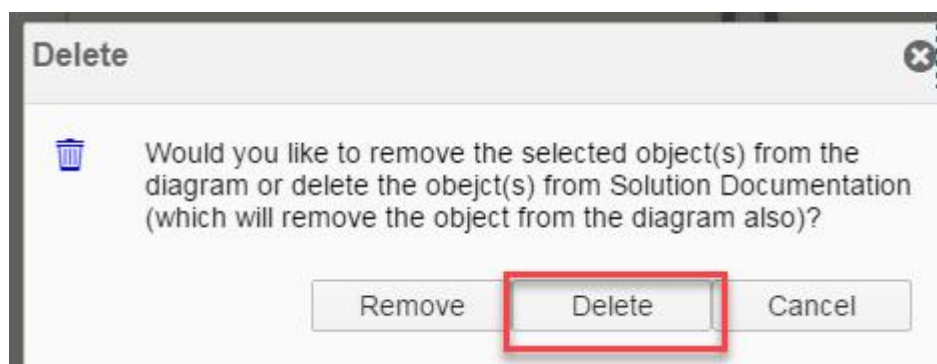 Delete
Would you like to remove the selected object(s) from the
diagram or delete the obejct(s) from Solution Documentation
(which will remove the object from the diagram also)?
Remove Delete Cancel